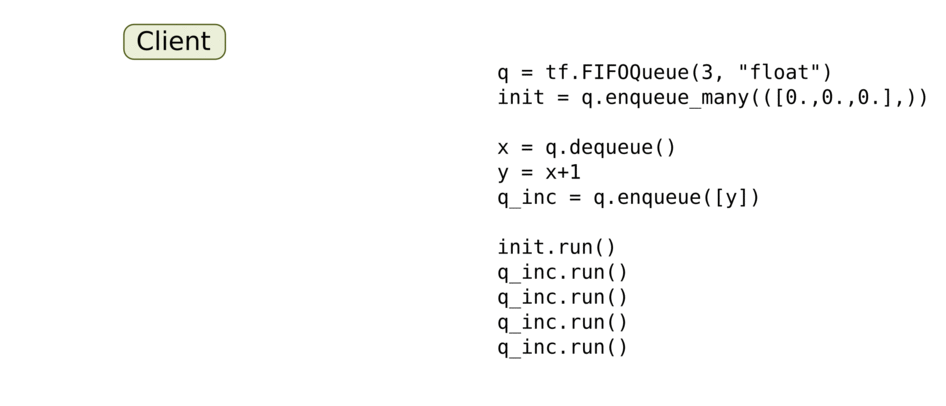 Client
q = tf.FIFOQueue(3, "float")
init = q.enqueue_many(([0.,0.,0.],))
x = q.dequeue()
y = x+1
q_inc = q.enqueue([y])
init.run()
q_inc.run()
q_inc.run()
q_inc.run()
q_inc.run()